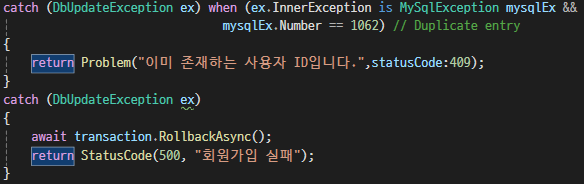 catch (DbUpdateException ex) when (ex.InnerException is MySqlException mysqlEx &&
mysqlEx.Number == 1062) // Duplicate entry
{
return Problem("이미 존재하는 사용자 ID입니다.",statusCode:409);
}
catch (DbUpdateException ex)
{
await transaction.RollbackAsync();
return StatusCode(500, "회원가입 실패");
}